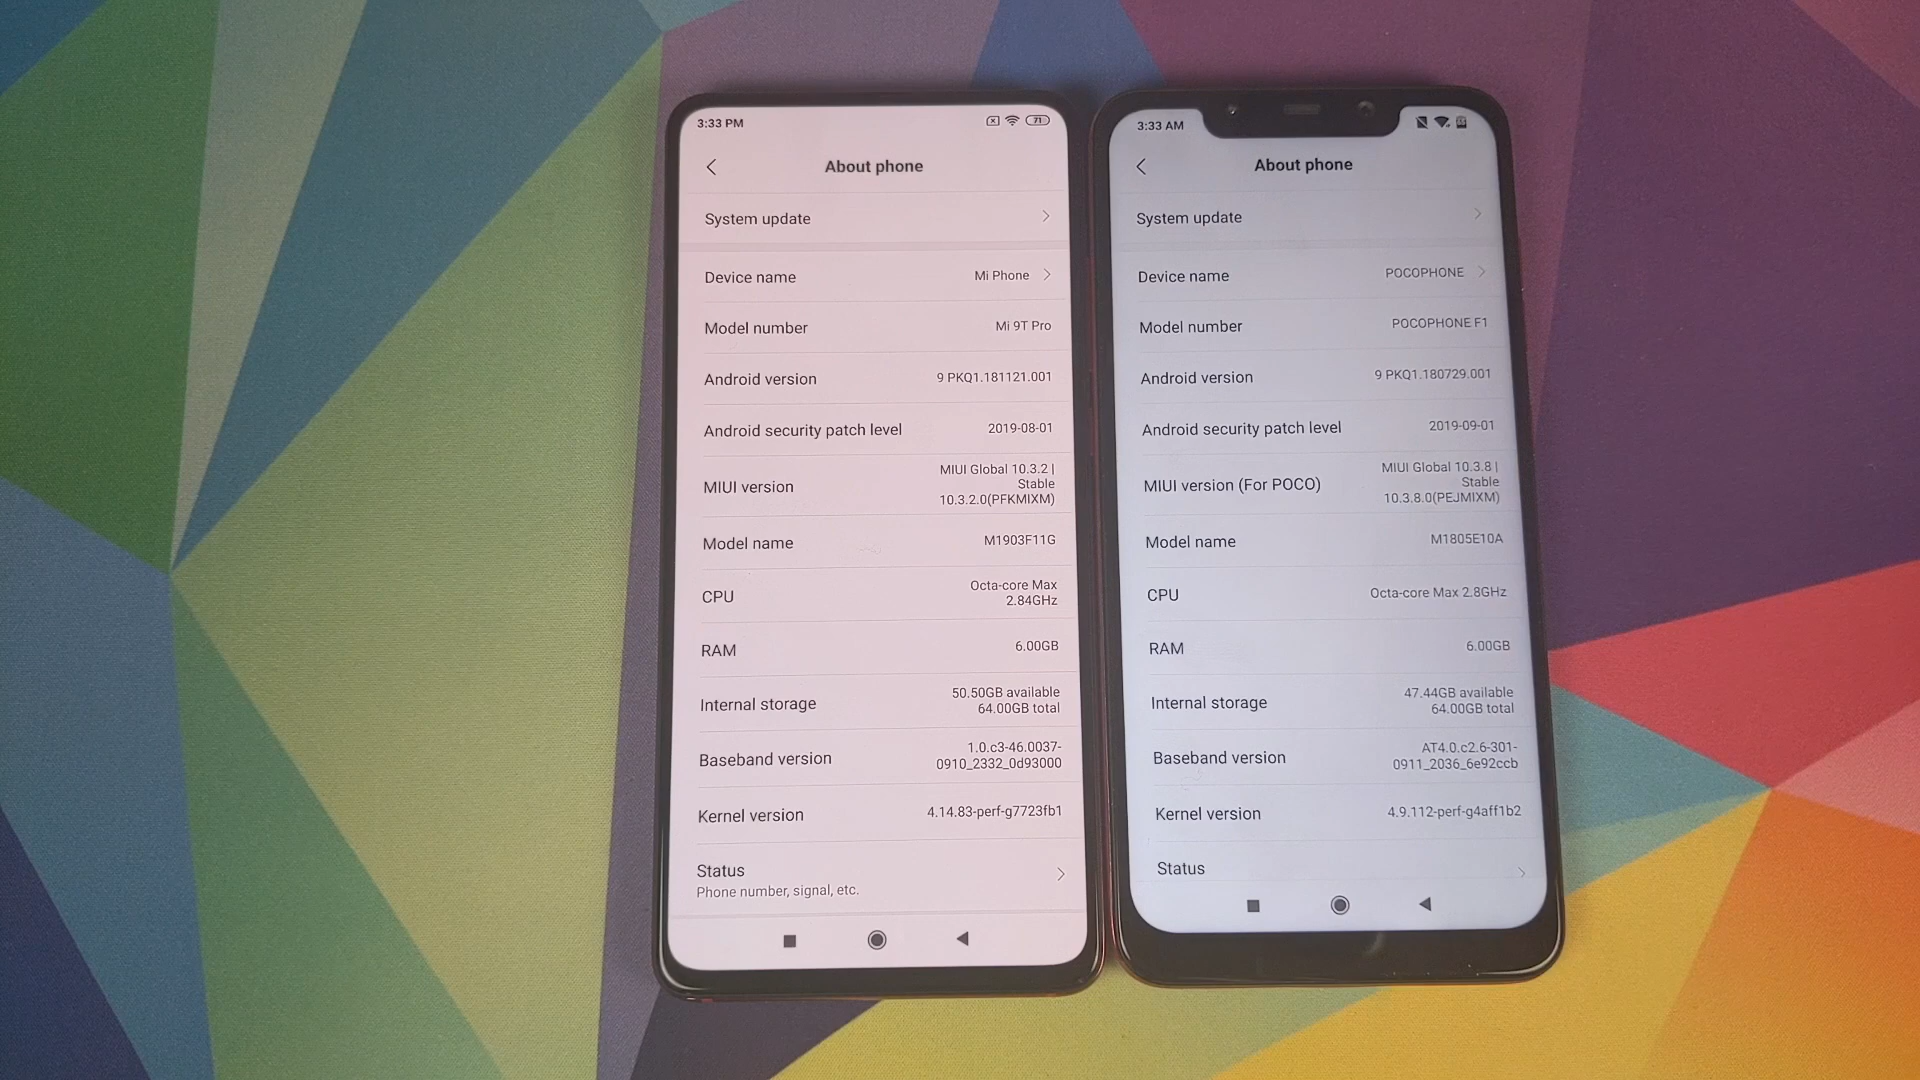 3:33 PM
71
About phone
System update
Device name
Mi Phone
Model number
Mi 9T Pro
Android version
9 PKQ1.181121.001
Android security patch level
2019-08-01
MIUI version
MIUI Global 10.3.2 |
Stable
10.3.2.0(PFKMIXM)
Model name
M1903F11G
CPU
Octa-core Max
2.84GHz
RAM
6.00GB
Internal storage
50.50GB available
64.00GB total
Baseband version
1.0.c3-46.0037-
0910_2332_0d93000
Kernel version
4.14.83-perf-g7723fb1
Status
Phone number, signal, etc.
3:33 AM
About phone
System update
Device name
POCOPHONE
Model number
POCOPHONE F1
Android version
9 PKQ1.180729.001
Android security patch level
2019-09-01
MIUI version (For POCO)
MIUI Global 10.3.8 |
Stable
10.3.8.0(PEJMIXM)
Model name
M1805E10A
CPU
Octa-core Max 2.8GHz
RAM
6.00GB
Internal storage
47.44GB available
64.00GB total
Baseband version
AT4.0.c2.6-301-
0911_2036_6e92ccb
Kernel version
4.9.112-perf-g4aff1b2
Status